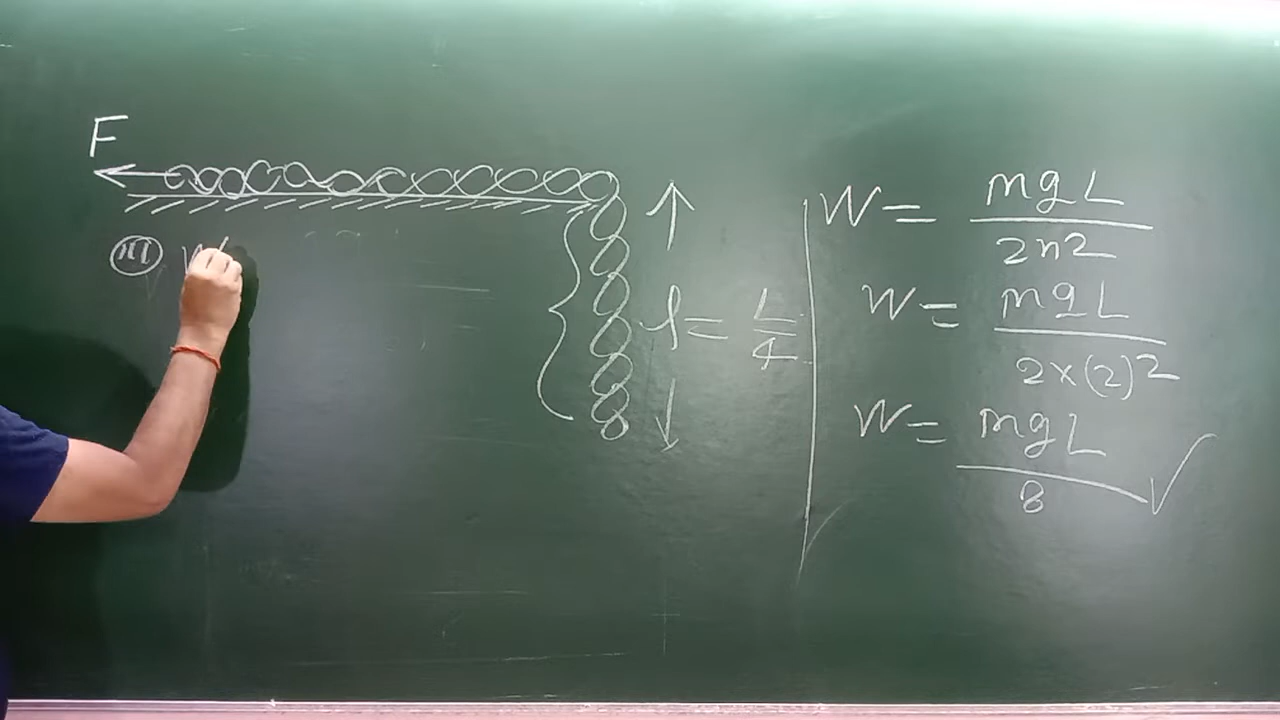 F
(III) W
l = L/4
W = mgL / 2n2
W = mgL / 2×(2)²
W = mgL / 8 ✓